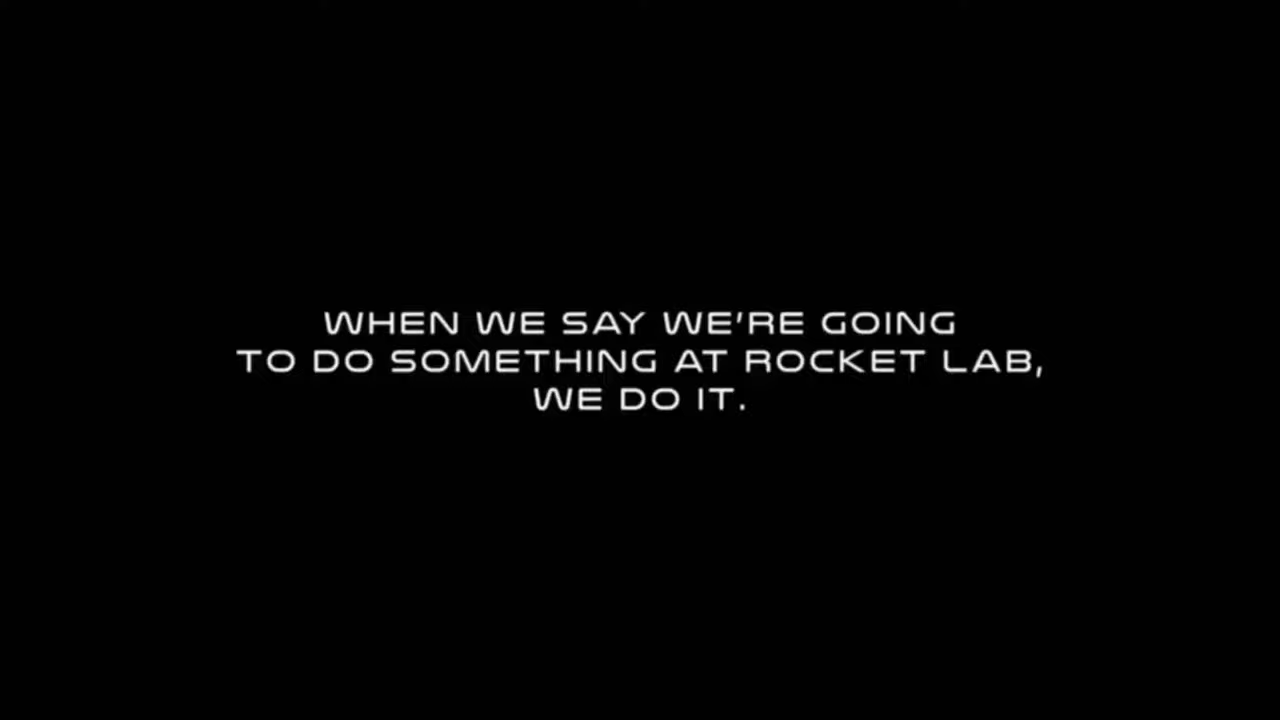 WHEN WE SAY WE'RE GOING
TO DO SOMETHING AT ROCKET LAB,
WE DO IT.